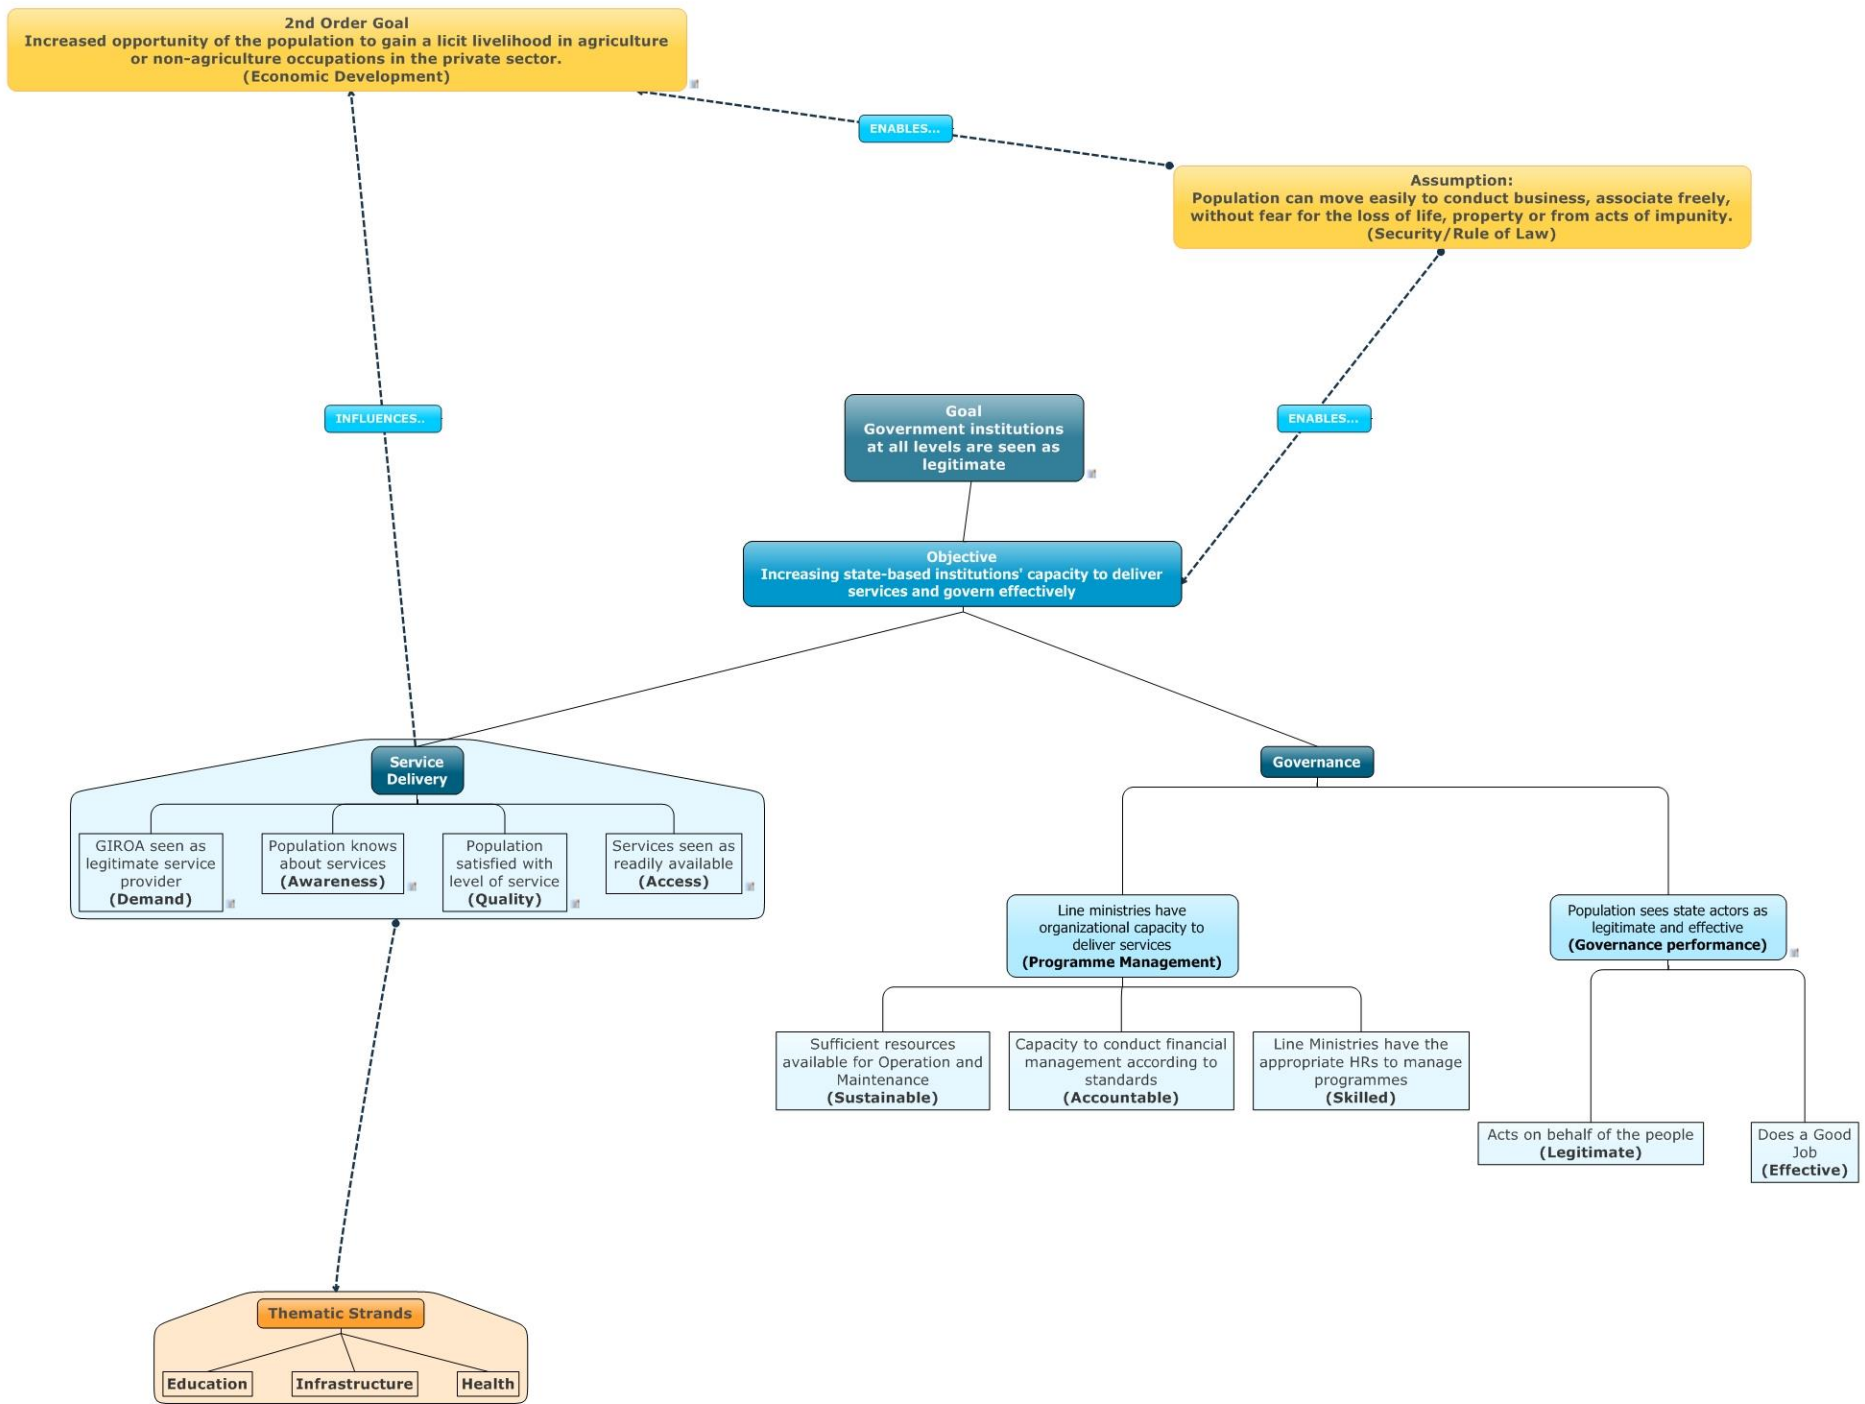 2nd Order Goal
Increased opportunity of the population to gain a licit livelihood in agriculture
or non-agriculture occupations in the private sector.
(Economic Development)
ENABLES...
Assumption:
Population can move easily to conduct business, associate freely,
without fear for the loss of life, property or from acts of impunity.
(Security/Rule of Law)
INFLUENCES..
Goal
Government institutions
at all levels are seen as
legitimate
ENABLES...
Objective
Increasing state-based institutions' capacity to deliver
services and govern effectively
Service
Delivery
GIROA seen as
legitimate service
provider
(Demand)
Population knows
about services
(Awareness)
Population
satisfied with
level of service
(Quality)
Services seen as
readily available
(Access)
Governance
Line ministries have
organizational capacity to
deliver services
(Programme Management)
Population sees state actors as
legitimate and effective
(Governance performance)
Sufficient resources
available for Operation and
Maintenance
(Sustainable)
Capacity to conduct financial
management according to
standards
(Accountable)
Line Ministries have the
appropriate HRs to manage
programmes
(Skilled)
Acts on behalf of the people
(Legitimate)
Does a Good
Job
(Effective)
Thematic Strands
Education
Infrastructure
Health